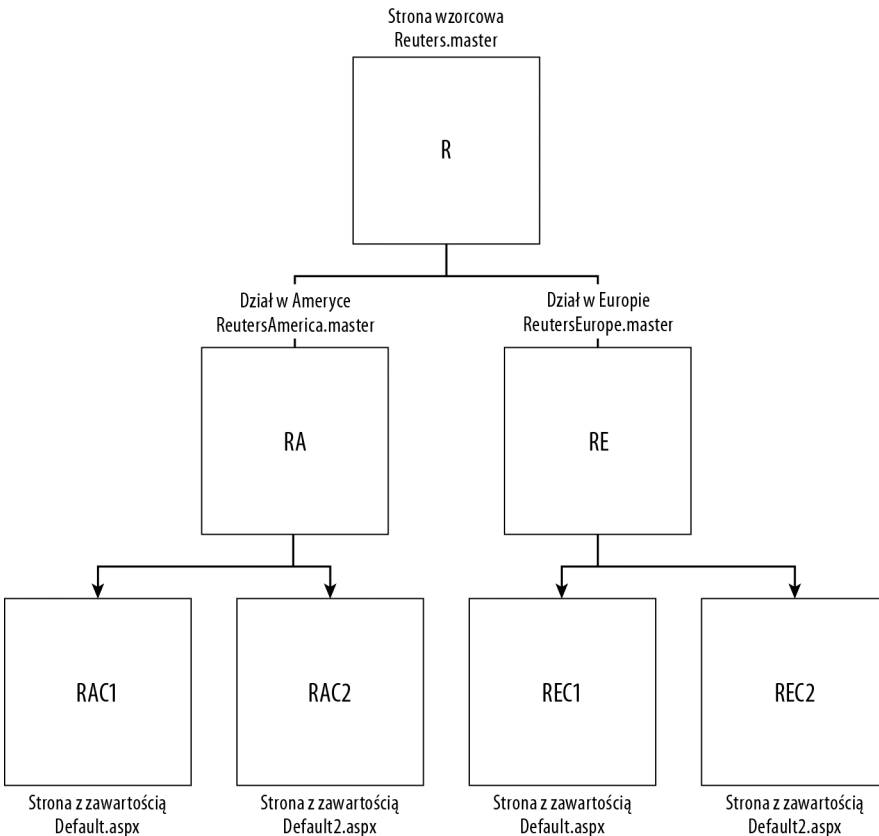 Strona wzorcowa
Reuters.master
R
Dział w Ameryce
ReutersAmerica.master
Dział w Europie
ReutersEurope.master
RA
RE
RAC1
RAC2
REC1
REC2
Strona z zawartością
Default.aspx
Strona z zawartością
Default2.aspx
Strona z zawartością
Default.aspx
Strona z zawartością
Default2.aspx